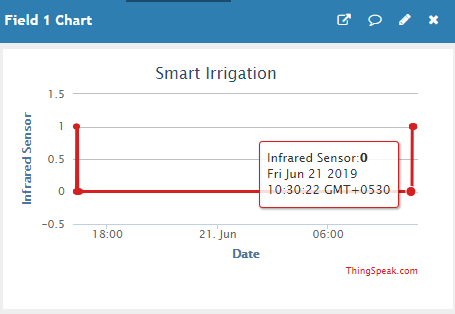 Field 1 Chart
Smart Irrigation
1.5
1
0.5
0
-0.5
Infrared Sensor
Infrared Sensor:0
Fri Jun 21 2019
10:30:22 GMT+0530
18:00
21. Jun
06:00
Date
ThingSpeak.com